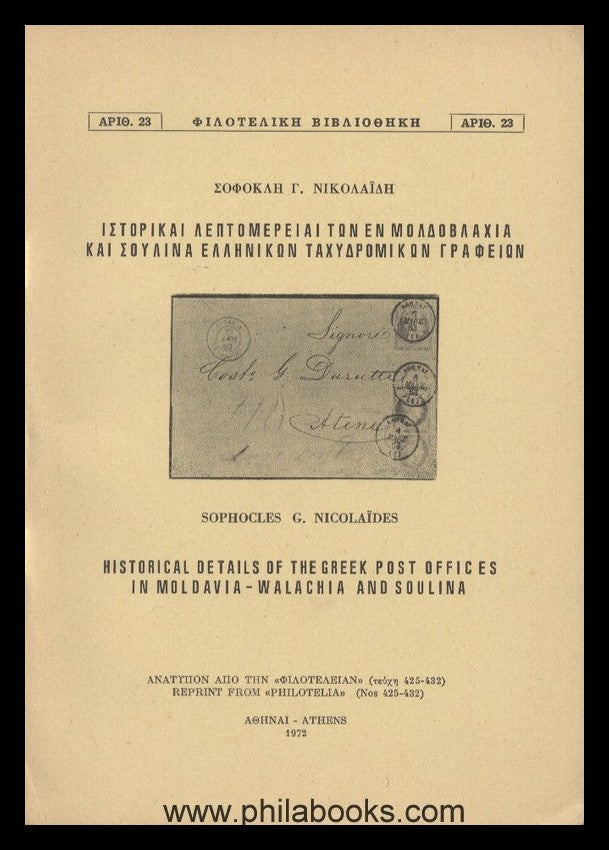 ΑΡΙΘ. 23 ΦΙΛΟΤΕΛΙΚΗ ΒΙΒΛΙΟΘΗΚΗ ΑΡΙΘ. 23
ΣΟΦΟΚΛΗ Γ. ΝΙΚΟΛΑΪΔΗ
ΙΣΤΟΡΙΚΑΙ ΛΕΠΤΟΜΕΡΕΙΑΙ ΤΩΝ ΕΝ ΜΟΛΔΟΒΛΑΧΙΑ
ΚΑΙ ΣΟΥΛΙΝΑ ΕΛΛΗΝΙΚΩΝ ΤΑΧΥΔΡΟΜΙΚΩΝ ΓΡΑΦΕΙΩΝ
Signore
G. Durutti
Atene
SOPHOCLES G. NICOLAÏDES
HISTORICAL DETAILS OF THE GREEK POST OFFICES
IN MOLDAVIA - WALACHIA AND SOULINA
ΑΝΑΤΥΠΟΝ ΑΠΟ ΤΗΝ «ΦΙΛΟΤΕΛΕΙΑΝ» (τεύχη 425-432)
REPRINT FROM «PHILOTELIA» (Nos 425-432)
ΑΘΗΝΑΙ - ATHENS
1972
www.philabooks.com